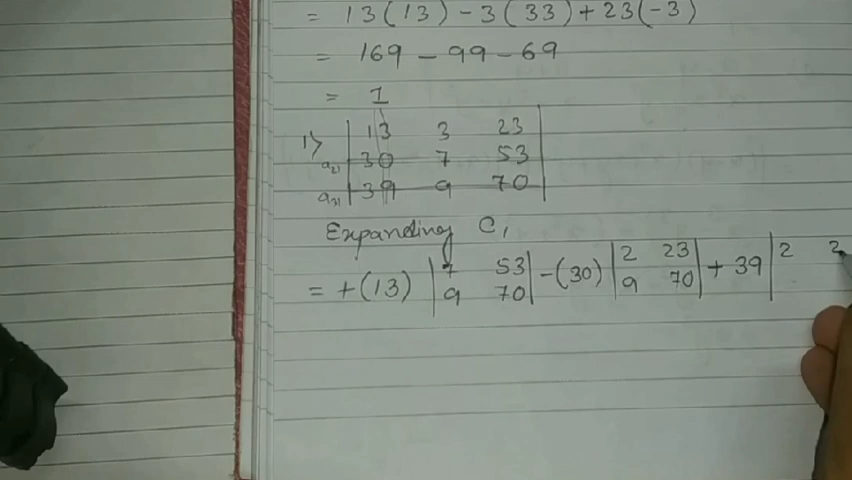 = 13(13) - 3(33) + 23(-3)
= 169 - 99 - 69
= 1
1> | 13 3 23 |
a21 | 30 7 53 |
a31 | 39 9 70 |
Expanding C1
= +(13) | 7 53 | -(30) | 2 23 | + 39 | 2 2
| 9 70 | | 9 70 | |